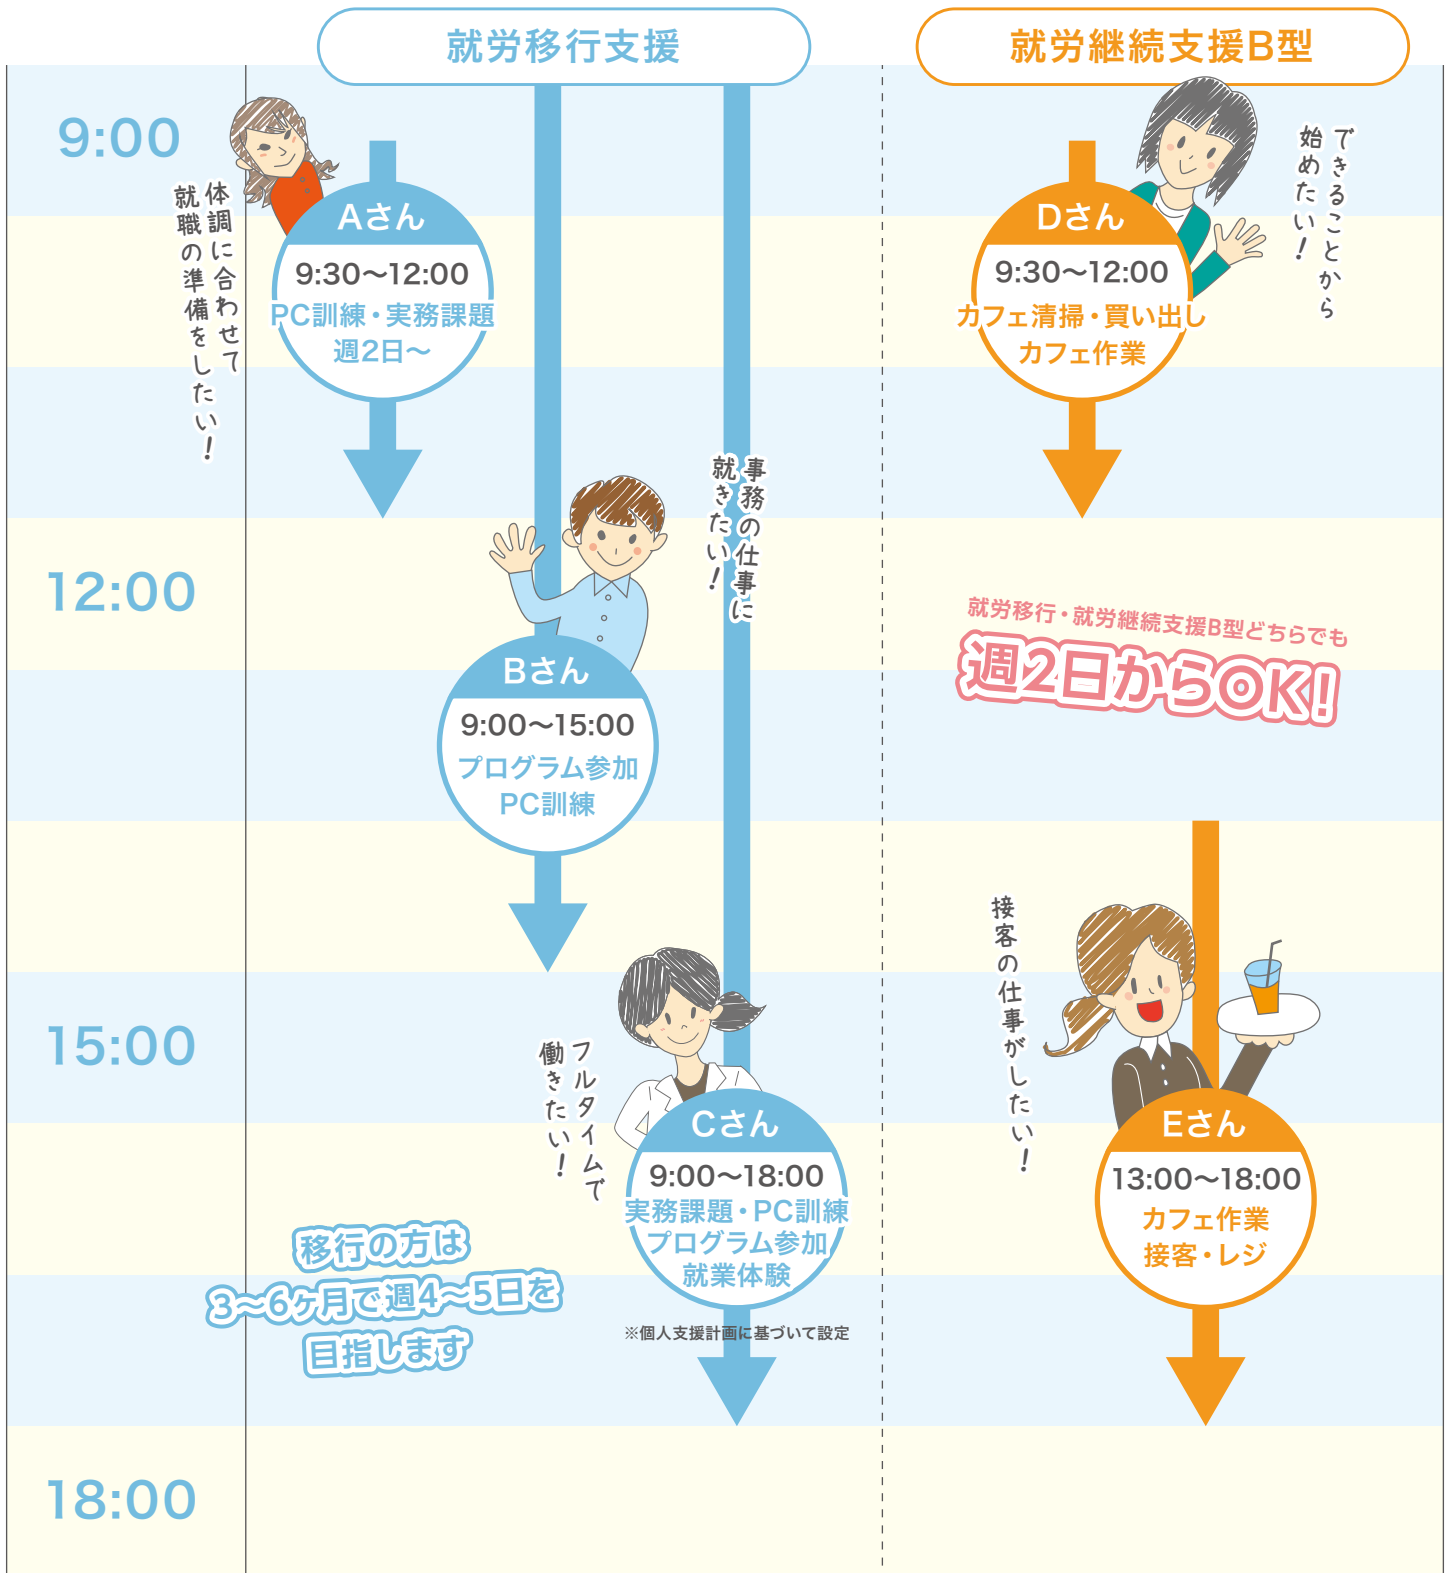 就労移行支援
就労継続支援B型
9:00
12:00
15:00
18:00
体調に合わせて
就職の準備をしたい！
Aさん
9:30〜12:00
PC訓練・実務課題
週2日〜
事務の仕事に
就きたい！
Bさん
9:00〜15:00
プログラム参加
PC訓練
フルタイムで
働きたい！
Cさん
9:00〜18:00
実務課題・PC訓練
プログラム参加
就業体験
※個人支援計画に基づいて設定
移行の方は
3〜6ヶ月で週4〜5日を
目指します
できることから
始めたい！
Dさん
9:30〜12:00
カフェ清掃・買い出し
カフェ作業
就労移行・就労継続支援B型どちらでも
週2日からOK！
接客の仕事がしたい！
Eさん
13:00〜18:00
カフェ作業
接客・レジ